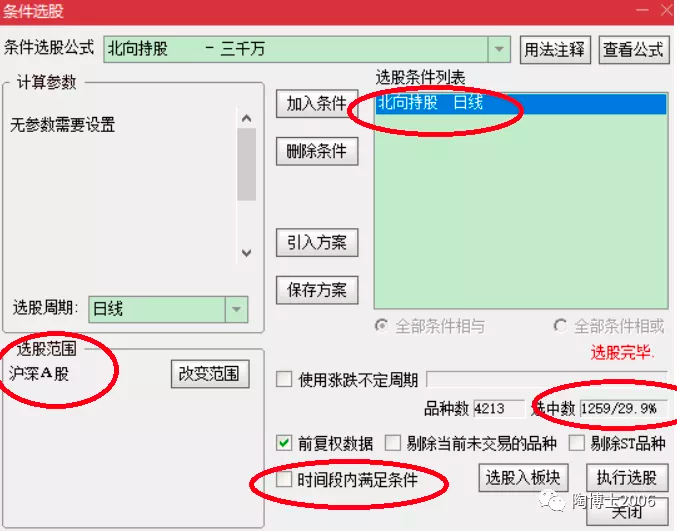 条件选股
条件选股公式 北向持股 - 三千万 用法注释 查看公式
计算参数
无参数需要设置
选股周期: 日线
加入条件
删除条件
引入方案
保存方案
选股条件列表
北向持股 日线
全部条件相与 全部条件相或
选股完毕.
选股范围
沪深A股 改变范围
使用涨跌不定周期
品种数 4213 选中数 1259/29.9%
前复权数据 剔除当前未交易的品种 剔除ST品种
时间段内满足条件 选股入板块 执行选股
陶博士2006
关闭